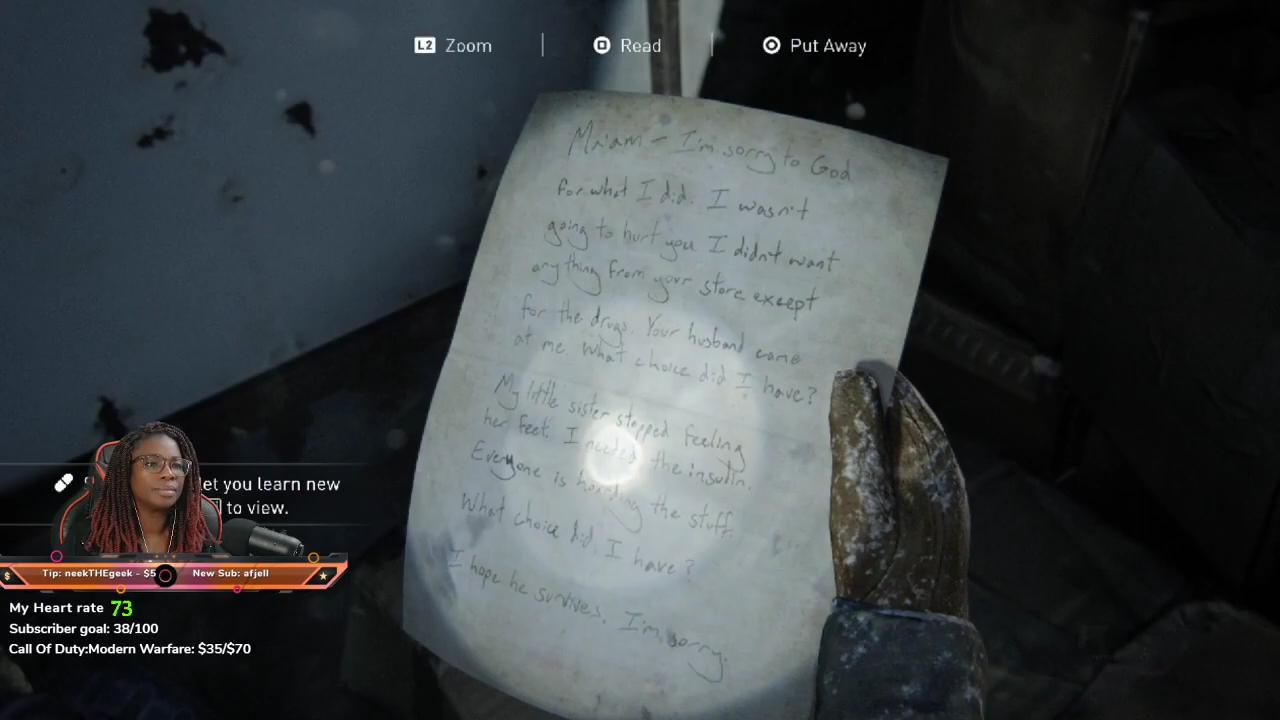 L2 Zoom | Read | Put Away
Ma'am - I'm sorry to God
for what I did. I wasn't
going to hurt you I didn't want
anything from your store except
for the drugs. Your husband came
at me. What choice did I have?
My little sister stopped feeling
her feet. I needed the insulin.
Everyone is hoarding the stuff.
What choice did I have?
I hope he survives. I'm sorry.
et you learn new
to view.
$ Tip: neekTHEgeek - $5 New Sub: afjell
My Heart rate 73
Subscriber goal: 38/100
Call Of Duty:Modern Warfare: $35/$70